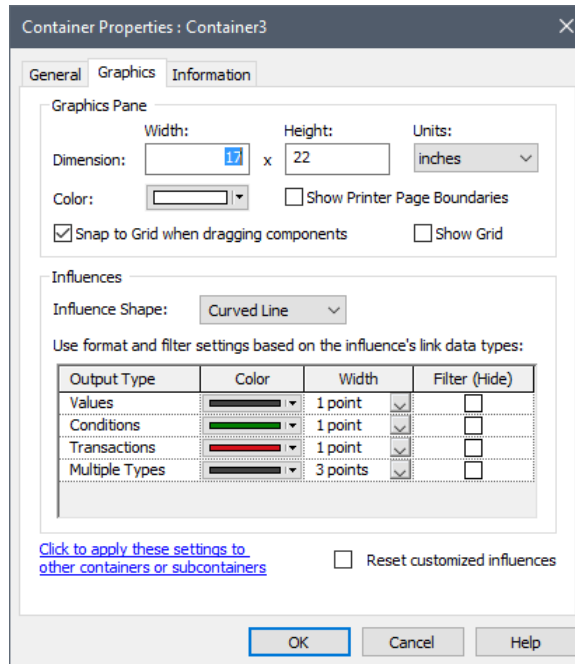 Container Properties : Container3
General Graphics Information
Graphics Pane
Width: Height: Units:
Dimension: 17 x 22 inches
Color: Show Printer Page Boundaries
Snap to Grid when dragging components Show Grid
Influences
Influence Shape: Curved Line
Use format and filter settings based on the influence's link data types:
Output Type Color Width Filter (Hide)
Values 1 point
Conditions 1 point
Transactions 1 point
Multiple Types 3 points
Click to apply these settings to
other containers or subcontainers
Reset customized influences
OK Cancel Help